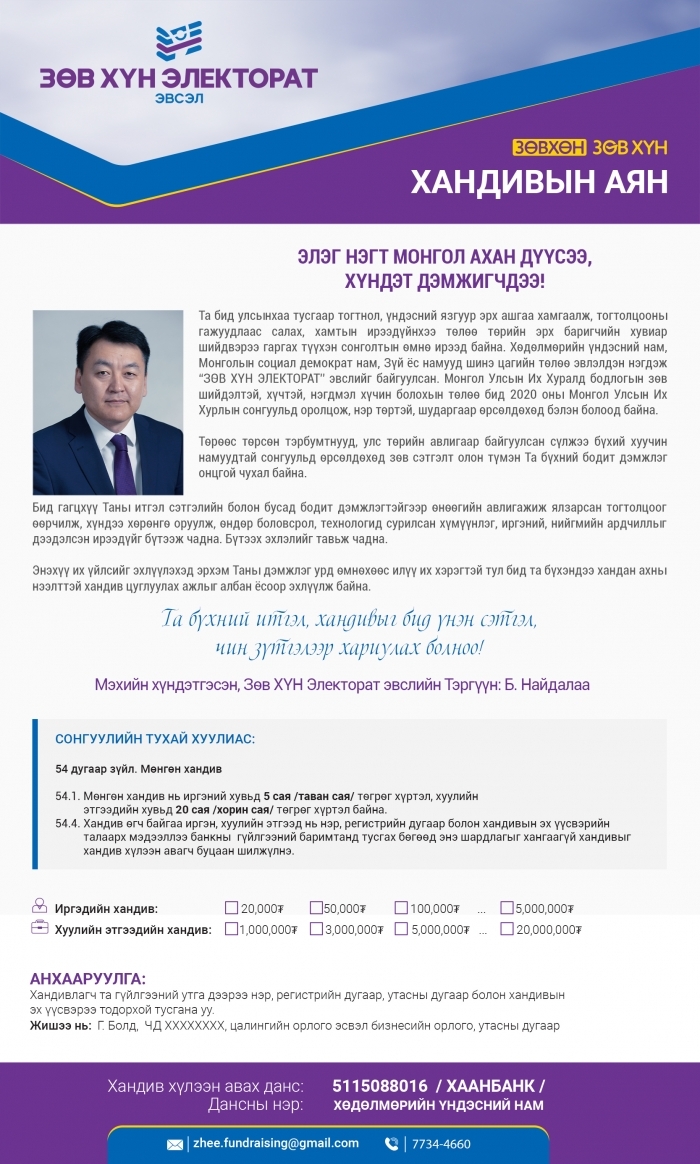 ЗӨВ ХҮН ЭЛЕКТОРАТ
ЭВСЭЛ
ЗӨВХӨН ЗӨВ ХҮН
ХАНДИВЫН АЯН
ЭЛЭГ НЭГТ МОНГОЛ АХАН ДҮҮСЭЭ,
ХҮНДЭТ ДЭМЖИГЧДЭЭ!
Та бид улсынхаа тусгаар тогтнол, үндэсний язгуур эрх ашгаа хамгаалж, тогтолцооны
гажуудлаас салах, хамтын ирээдүйнхээ төлөө төрийн эрх баригчийн хувиар
шийдвэрээ гаргах түүхэн сонголтын өмнө ирээд байна. Хөдөлмөрийн үндэсний нам,
Монголын социал демократ нам, Зүй ёс намууд шинэ цагийн төлөө эвлэлдэн нэгдэж
“ЗӨВ ХҮН ЭЛЕКТОРАТ” эвслийг байгуулсан. Монгол Улсын Их Хуралд бодлогын зөв
шийдэлтэй, хүчтэй, нэгдмэл хүчин болохын төлөө бид 2020 оны Монгол Улсын Их
Хурлын сонгуульд оролцож, нэр төртэй, шударгаар өрсөлдөхөд бэлэн болоод байна.
Төрөөс төрсөн тэрбумтнууд, улс төрийн авлигаар байгуулсан сүлжээ бүхий хуучин
намуудтай сонгуульд өрсөлдөхөд зөв сэтгэлт олон түмэн Та бүхний бодит дэмжлэг
онцгой чухал байна.
Бид гагцхүү Таны итгэл сэтгэлийн болон бусад бодит дэмжлэгтэйгээр өнөөгийн авлигажиж ялзарсан тогтолцоог
өөрчилж, хүндээ хөрөнгө оруулж, өндөр боловсрол, технологид сурилсан хүмүүнлэг, иргэний, нийгмийн ардчиллыг
дээдэлсэн ирээдүйг бүтээж чадна. Бүтээх эхлэлийг тавьж чадна.
Энэхүү их үйлсийг эхлүүлэхэд эрхэм Таны дэмжлэг урд өмнөхөөс илүү их хэрэгтэй тул бид та бүхэндээ хандан ахны
нээлттэй хандив цуглуулах ажлыг албан ёсоор эхлүүлж байна.
Та бүхний итгэл, хандивыг бид үнэн сэтгэл,
чин зүтгэлээр хариулах болноо!
Мэхийн хүндэтгэсэн, Зөв ХҮН Электорат эвслийн Тэргүүн: Б. Найдалаа
СОНГУУЛИЙН ТУХАЙ ХУУЛИАС:
54 дугаар зүйл. Мөнгөн хандив
54.1. Мөнгөн хандив нь иргэний хувьд 5 сая /таван сая/ төгрөг хүртэл, хуулийн
этгээдийн хувьд 20 сая /хорин сая/ төгрөг хүртэл байна.
54.4. Хандив өгч байгаа иргэн, хуулийн этгээд нь нэр, регистрийн дугаар болон хандивын эх үүсвэрийн
талаарх мэдээллээ банкны гүйлгээний баримтанд тусгах бөгөөд энэ шардлагыг хангаагүй хандивыг
хандив хүлээн авагч буцаан шилжүүлнэ.
Иргэдийн хандив: 20,000₮ 50,000₮ 100,000₮ ... 5,000,000₮
Хуулийн этгээдийн хандив: 1,000,000₮ 3,000,000₮ 5,000,000₮ ... 20,000,000₮
АНХААРУУЛГА:
Хандивлагч та гүйлгээний утга дээрээ нэр, регистрийн дугаар, утасны дугаар болон хандивын
эх үүсвэрээ тодорхой тусгана уу.
Жишээ нь: Г. Болд, ЧД ХХХХХХХХ, цалингийн орлого эсвэл бизнесийн орлого, утасны дугаар
Хандив хүлээн авах данс: 5115088016 / ХААНБАНК /
Дансны нэр: ХӨДӨЛМӨРИЙН ҮНДЭСНИЙ НАМ
zhee.fundraising@gmail.com | 7734-4660